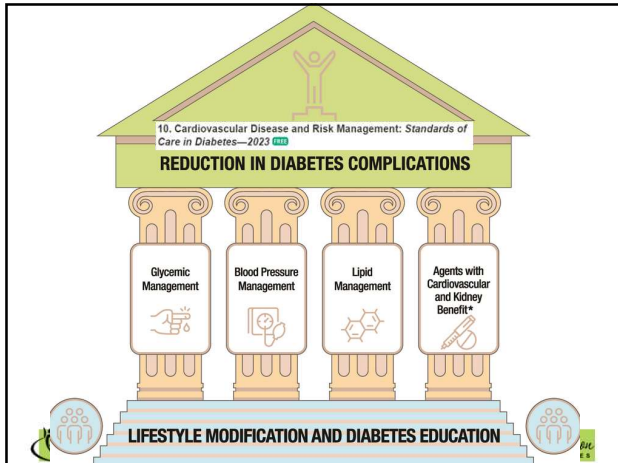 10. Cardiovascular Disease and Risk Management: Standards of
Care in Diabetes—2023 FREE
REDUCTION IN DIABETES COMPLICATIONS
Glycemic
Management
Blood Pressure
Management
Lipid
Management
Agents with
Cardiovascular
and Kidney
Benefit*
LIFESTYLE MODIFICATION AND DIABETES EDUCATION